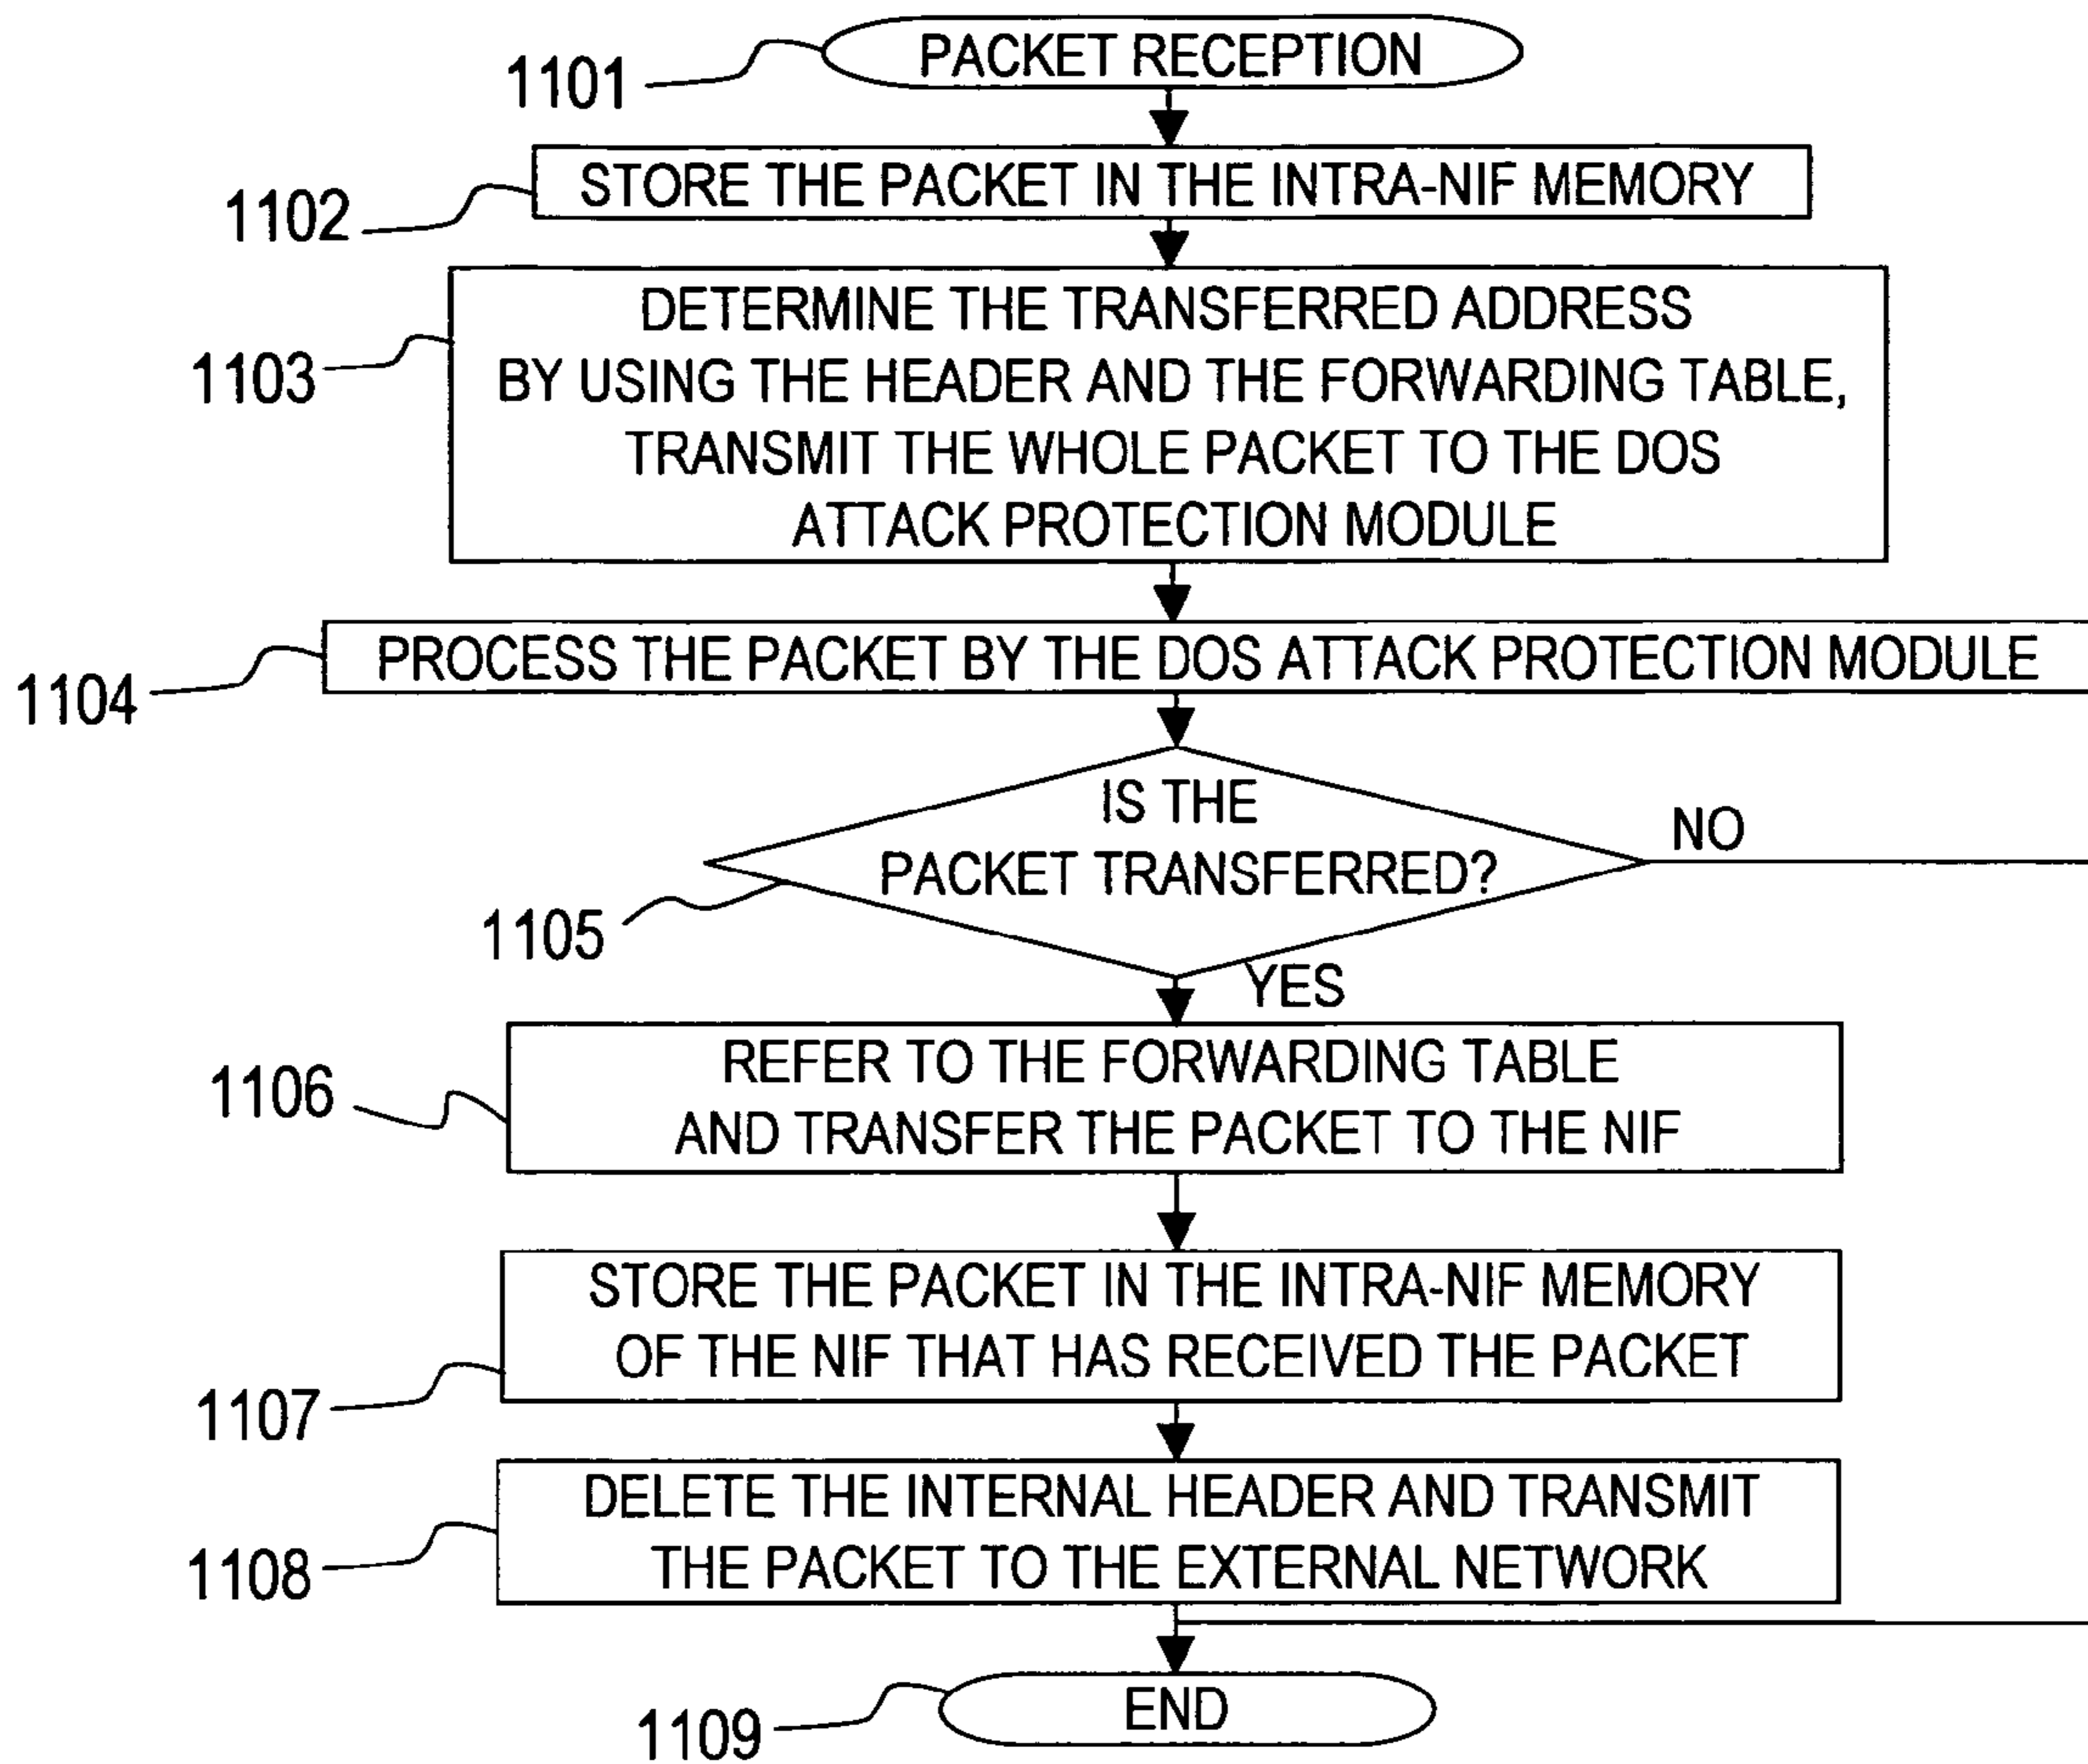 1101
PACKET RECEPTION
1102
STORE THE PACKET IN THE INTRA-NIF MEMORY
1103
DETERMINE THE TRANSFERRED ADDRESS
BY USING THE HEADER AND THE FORWARDING TABLE,
TRANSMIT THE WHOLE PACKET TO THE DOS
ATTACK PROTECTION MODULE
1104
PROCESS THE PACKET BY THE DOS ATTACK PROTECTION MODULE
1105
IS THE
PACKET TRANSFERRED?
NO
YES
1106
REFER TO THE FORWARDING TABLE
AND TRANSFER THE PACKET TO THE NIF
1107
STORE THE PACKET IN THE INTRA-NIF MEMORY
OF THE NIF THAT HAS RECEIVED THE PACKET
1108
DELETE THE INTERNAL HEADER AND TRANSMIT
THE PACKET TO THE EXTERNAL NETWORK
1109
END